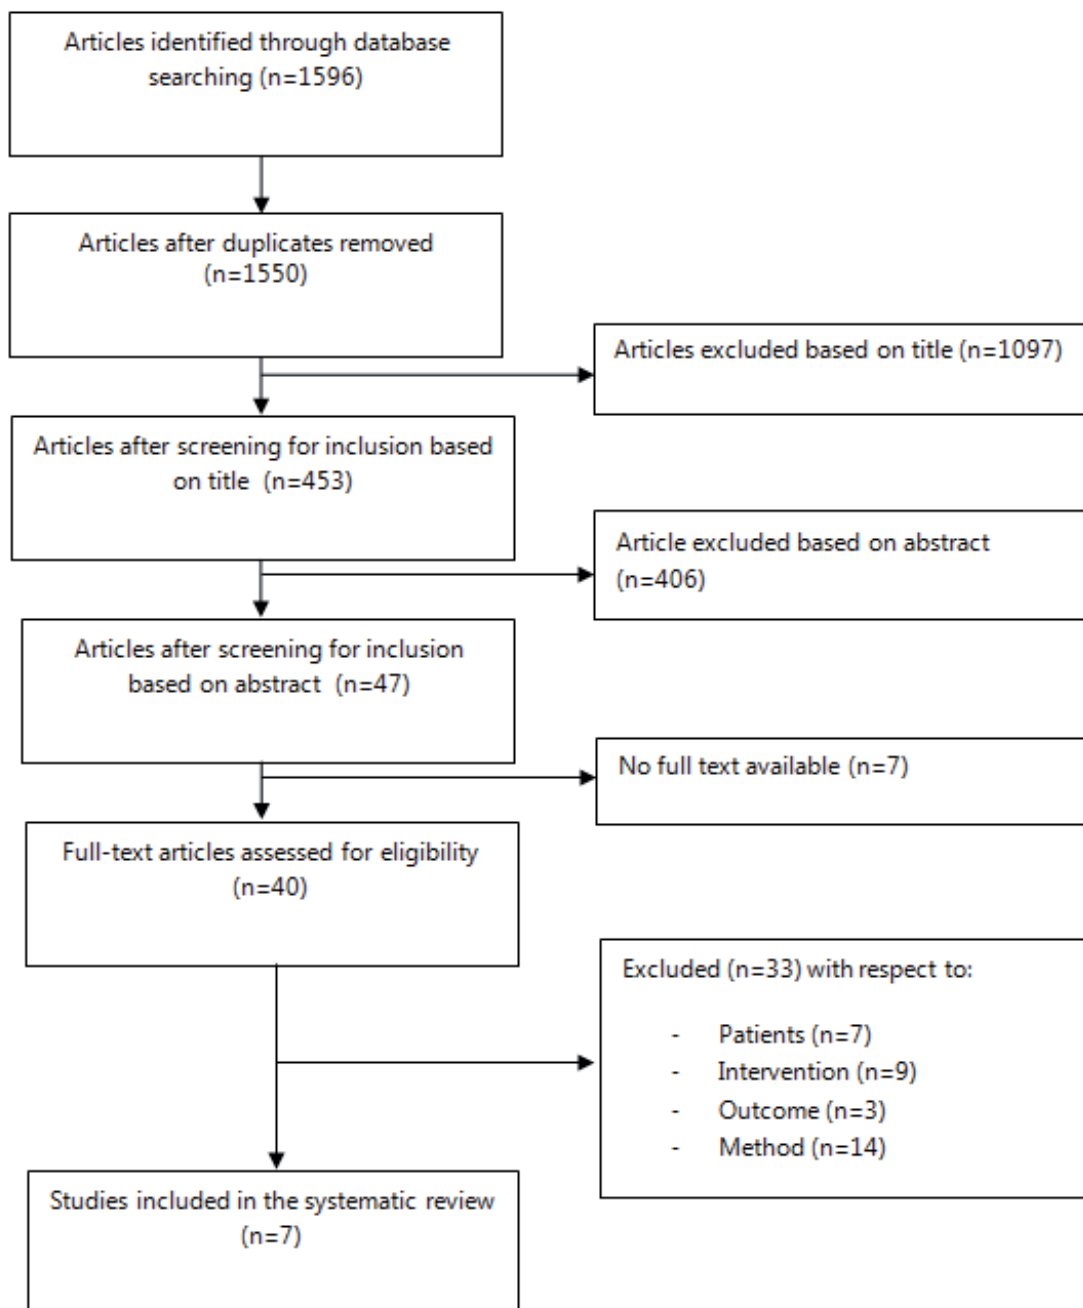 Articles identified through database
searching (n=1596)
Articles after duplicates removed
(n=1550)
Articles excluded based on title (n=1097)
Articles after screening for inclusion based
on title (n=453)
Article excluded based on abstract
(n=406)
Articles after screening for inclusion
based on abstract (n=47)
No full text available (n=7)
Full-text articles assessed for eligibility
(n=40)
Excluded (n=33) with respect to:
- Patients (n=7)
- Intervention (n=9)
- Outcome (n=3)
- Method (n=14)
Studies included in the systematic review
(n=7)